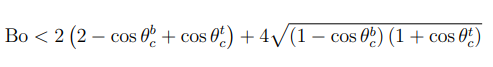 Bo < 2 (2 − cos θ_c^b + cos θ_c^t) + 4√((1 − cos θ_c^b) (1 + cos θ_c^t))